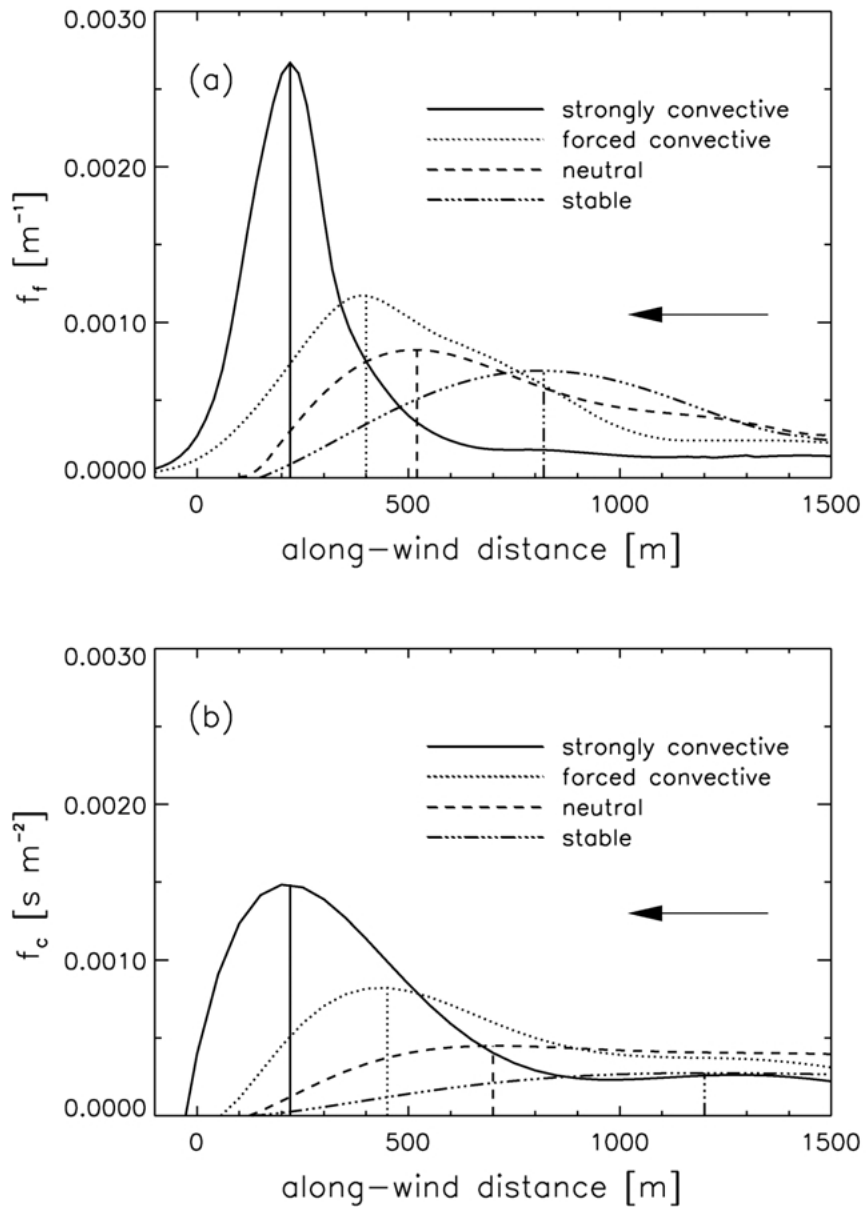 0.0030
(a)
strongly convective
forced convective
0.0020
neutral
stable
f_f [m⁻¹]
0.0010
0.0000
0 500 1000 1500
along-wind distance [m]
0.0030
(b)
strongly convective
forced convective
0.0020
neutral
stable
f_c [s m⁻²]
0.0010
0.0000
0 500 1000 1500
along-wind distance [m]